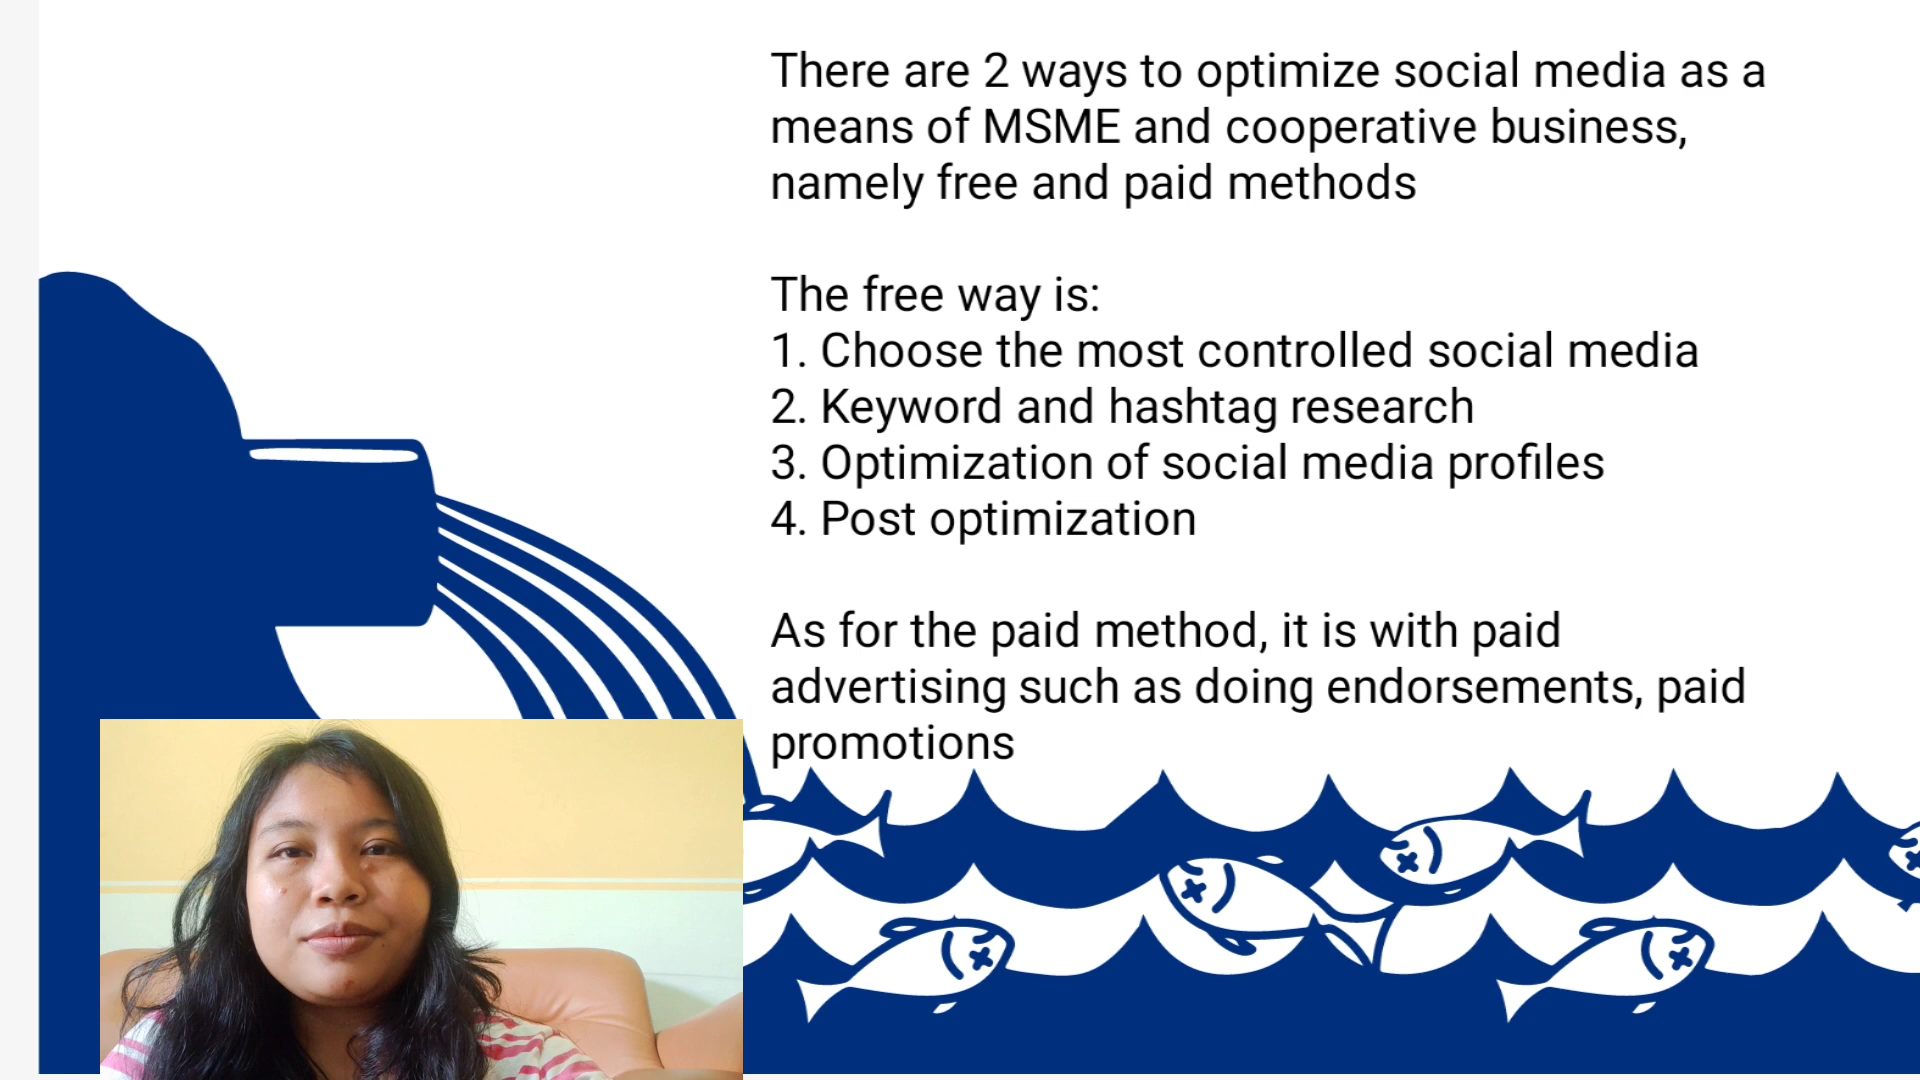 There are 2 ways to optimize social media as a
means of MSME and cooperative business,
namely free and paid methods
The free way is:
1. Choose the most controlled social media
2. Keyword and hashtag research
3. Optimization of social media profiles
4. Post optimization
As for the paid method, it is with paid
advertising such as doing endorsements, paid
promotions